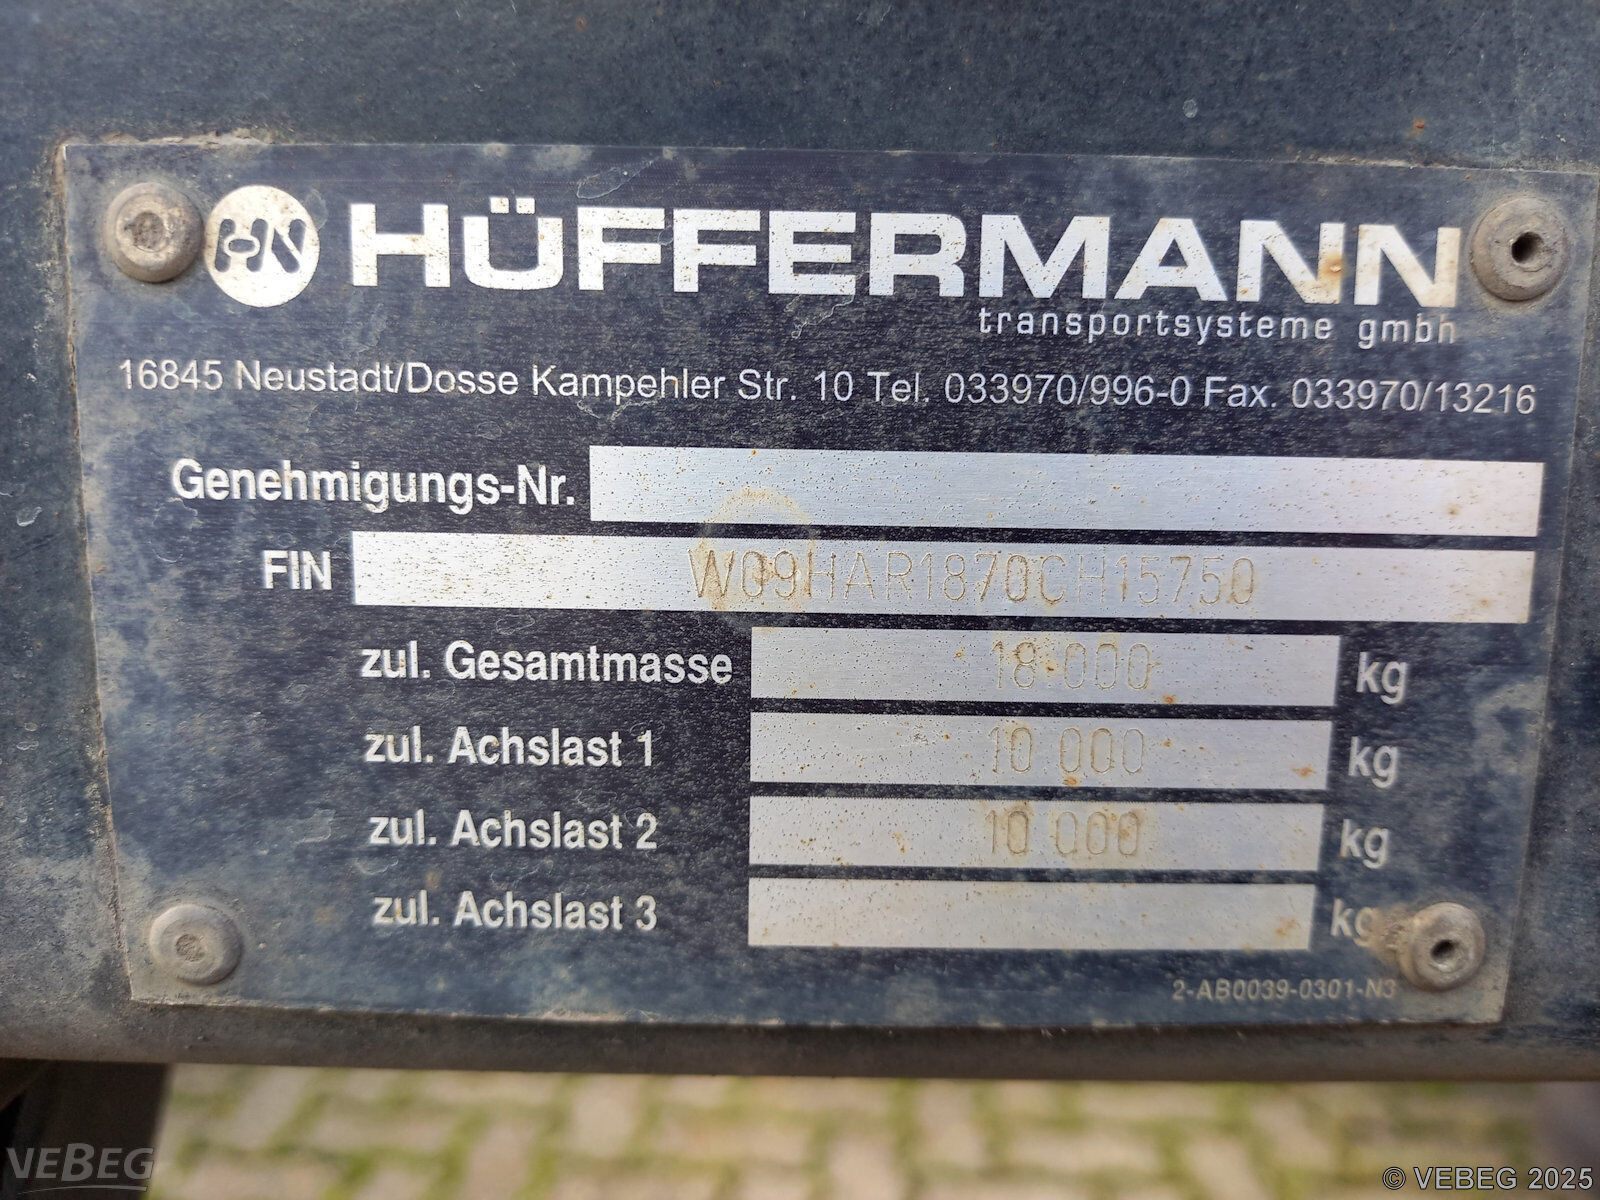 HN HÜFFERMANN
transportsysteme gmbh
16845 Neustadt/Dosse Kampehler Str. 10 Tel. 033970/996-0 Fax. 033970/13216
Genehmigungs-Nr.
FIN W09HAR1870CH15750
zul. Gesamtmasse 18 000 kg
zul. Achslast 1 10 000 kg
zul. Achslast 2 10 000 kg
zul. Achslast 3 kg
2-AB0039-0301-N3
VEBEG
© VEBEG 2025